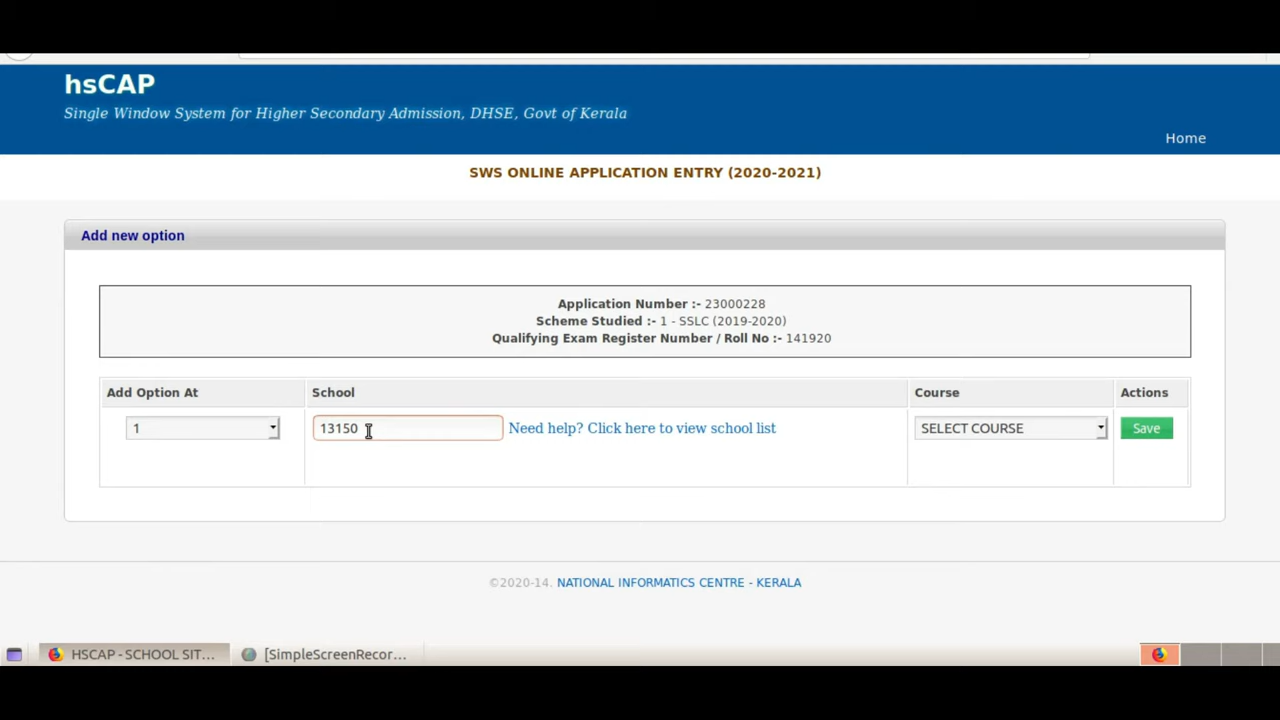 hsCAP
Single Window System for Higher Secondary Admission, DHSE, Govt of Kerala
Home
SWS ONLINE APPLICATION ENTRY (2020-2021)
Add new option
Application Number :- 23000228
Scheme Studied :- 1 - SSLC (2019-2020)
Qualifying Exam Register Number / Roll No :- 141920
Add Option At School Course Actions
1 13150 Need help? Click here to view school list SELECT COURSE Save
©2020-14. NATIONAL INFORMATICS CENTRE - KERALA
HSCAP - SCHOOL SIT... [SimpleScreenRecor...